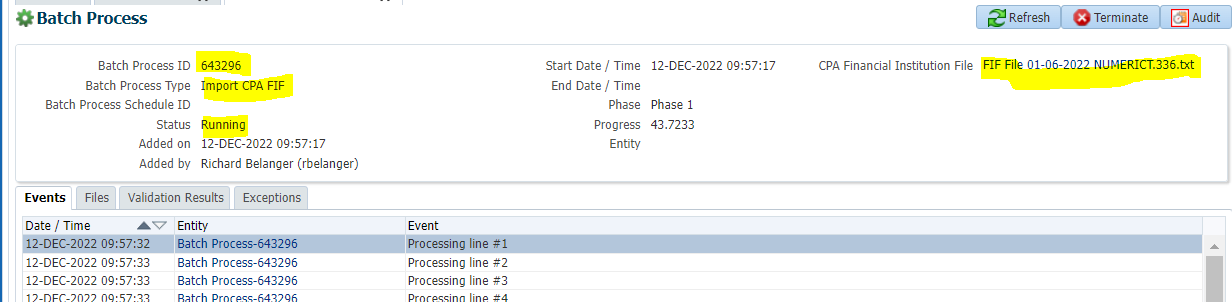 Batch Process
Refresh Terminate Audit
Batch Process ID 643296
Batch Process Type Import CPA FIF
Batch Process Schedule ID
Status Running
Added on 12-DEC-2022 09:57:17
Added by Richard Belanger (rbelanger)
Start Date / Time 12-DEC-2022 09:57:17
End Date / Time
Phase Phase 1
Progress 43.7233
Entity
CPA Financial Institution File FIF File 01-06-2022 NUMERICT.336.txt
Events Files Validation Results Exceptions
Date / Time Entity Event
12-DEC-2022 09:57:32 Batch Process-643296 Processing line #1
12-DEC-2022 09:57:33 Batch Process-643296 Processing line #2
12-DEC-2022 09:57:33 Batch Process-643296 Processing line #3
12-DEC-2022 09:57:33 Batch Process-643296 Processing line #4